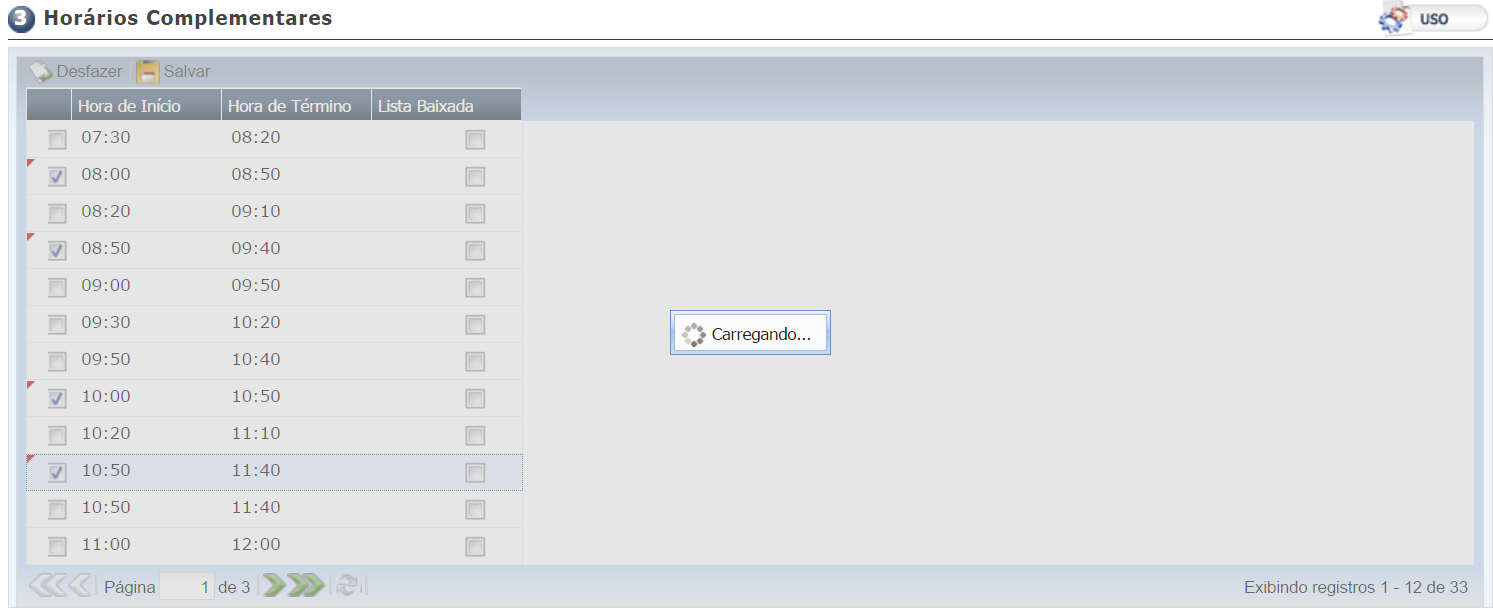 3 Horários Complementares USO
Desfazer Salvar
Hora de Início Hora de Término Lista Baixada
07:30 08:20
08:00 08:50
08:20 09:10
08:50 09:40
09:00 09:50
09:30 10:20
Carregando...
09:50 10:40
10:00 10:50
10:20 11:10
10:50 11:40
10:50 11:40
11:00 12:00
Página 1 de 3 Exibindo registros 1 - 12 de 33